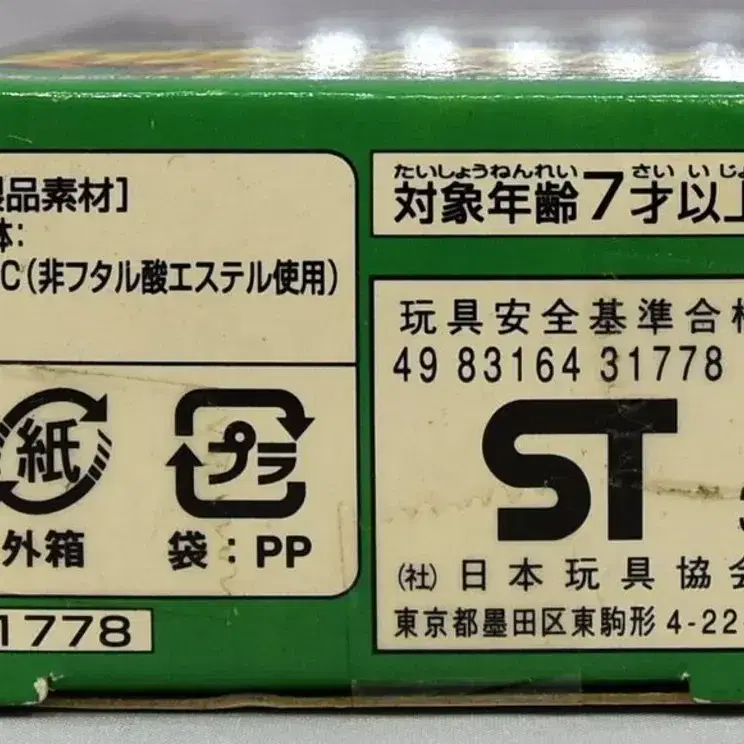 製品素材]
体:
C(非フタル酸エステル使用)
紙
外箱
プラ
袋:PP
1778
たいしょうねんれい さい いじょ
対象年齢7才以上
玩具安全基準合格
49 83164 31778
ST
(社)日本玩具協会
東京都墨田区東駒形4-22